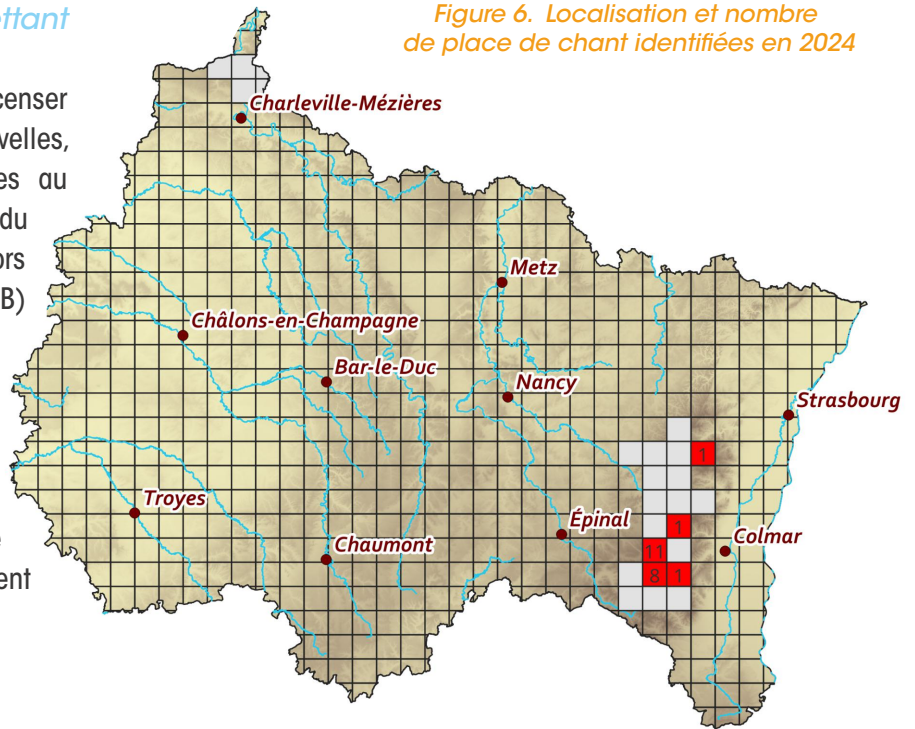 ettant
censer
velles,
es au
du
ors
B)
e
ent
Figure 6. Localisation et nombre
de place de chant identifiées en 2024
Charleville-Mézières
Metz
Châlons-en-Champagne
Bar-le-Duc
Nancy
Strasbourg
1
Troyes
Épinal
1
Colmar
Chaumont
11
8 1